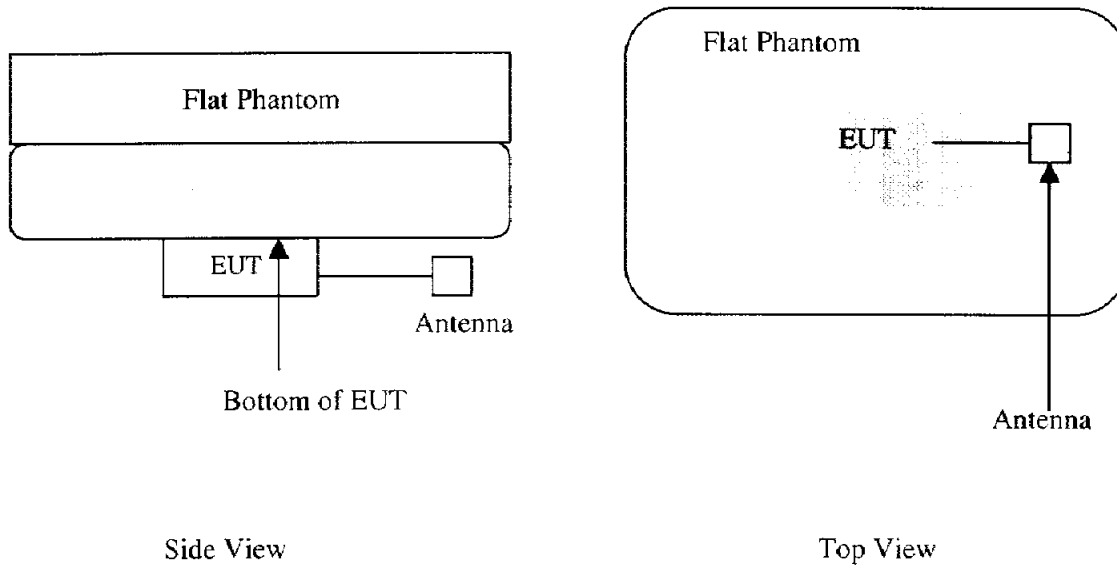 Flat Phantom
EUT
Antenna
Bottom of EUT
Side View
Flat Phantom
EUT
Antenna
Top View